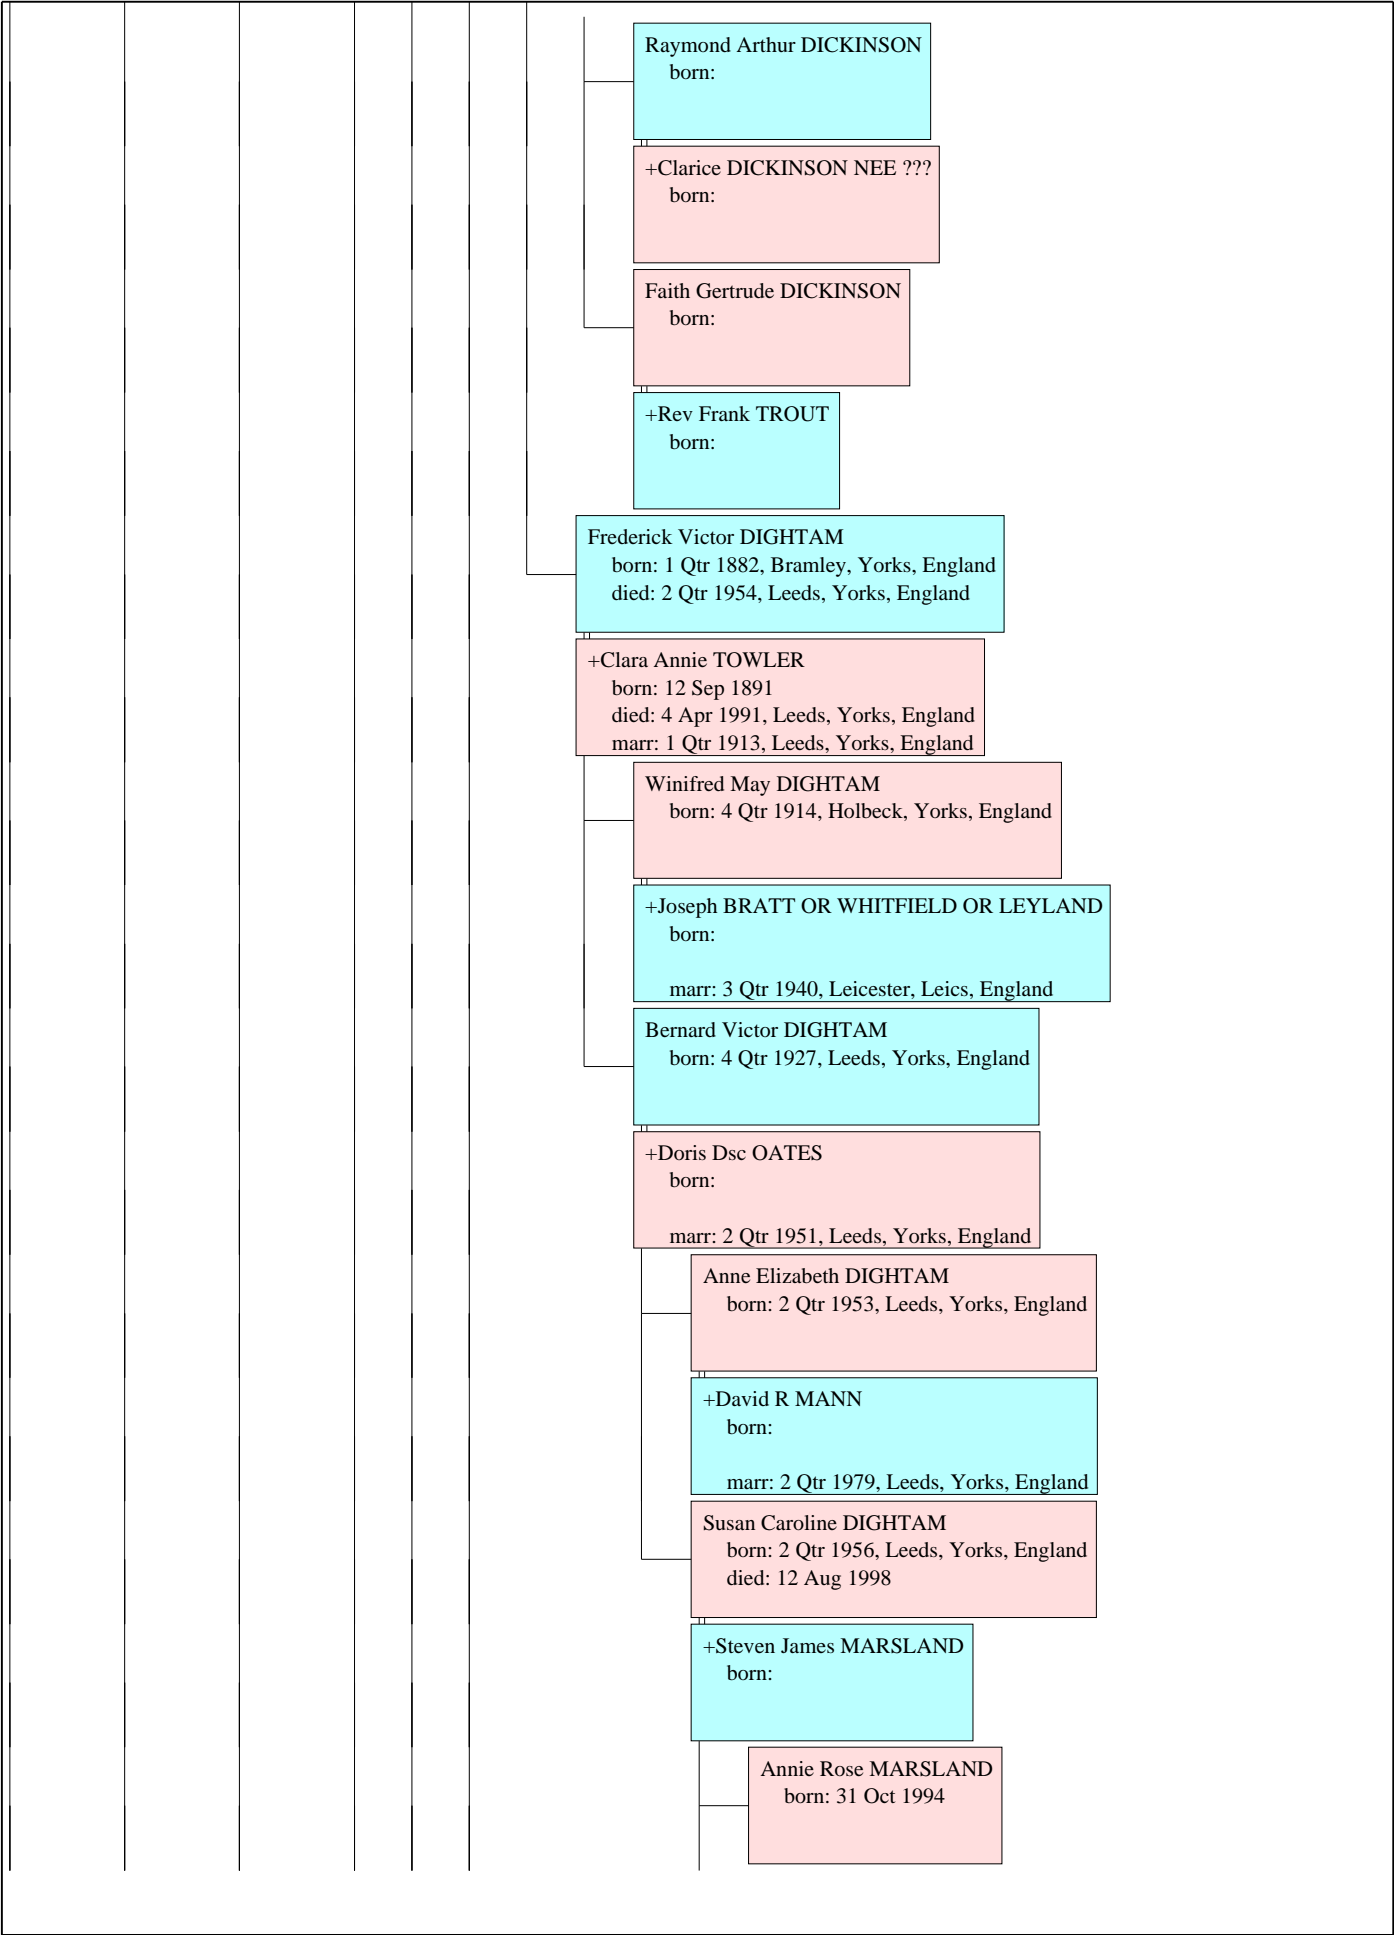 Raymond Arthur DICKINSON
born:
+Clarice DICKINSON NEE ???
born:
Faith Gertrude DICKINSON
born:
+Rev Frank TROUT
born:
Frederick Victor DIGHTAM
born: 1 Qtr 1882, Bramley, Yorks, England
died: 2 Qtr 1954, Leeds, Yorks, England
+Clara Annie TOWLER
born: 12 Sep 1891
died: 4 Apr 1991, Leeds, Yorks, England
marr: 1 Qtr 1913, Leeds, Yorks, England
Winifred May DIGHTAM
born: 4 Qtr 1914, Holbeck, Yorks, England
+Joseph BRATT OR WHITFIELD OR LEYLAND
born:
marr: 3 Qtr 1940, Leicester, Leics, England
Bernard Victor DIGHTAM
born: 4 Qtr 1927, Leeds, Yorks, England
+Doris Dsc OATES
born:
marr: 2 Qtr 1951, Leeds, Yorks, England
Anne Elizabeth DIGHTAM
born: 2 Qtr 1953, Leeds, Yorks, England
+David R MANN
born:
marr: 2 Qtr 1979, Leeds, Yorks, England
Susan Caroline DIGHTAM
born: 2 Qtr 1956, Leeds, Yorks, England
died: 12 Aug 1998
+Steven James MARSLAND
born:
Annie Rose MARSLAND
born: 31 Oct 1994